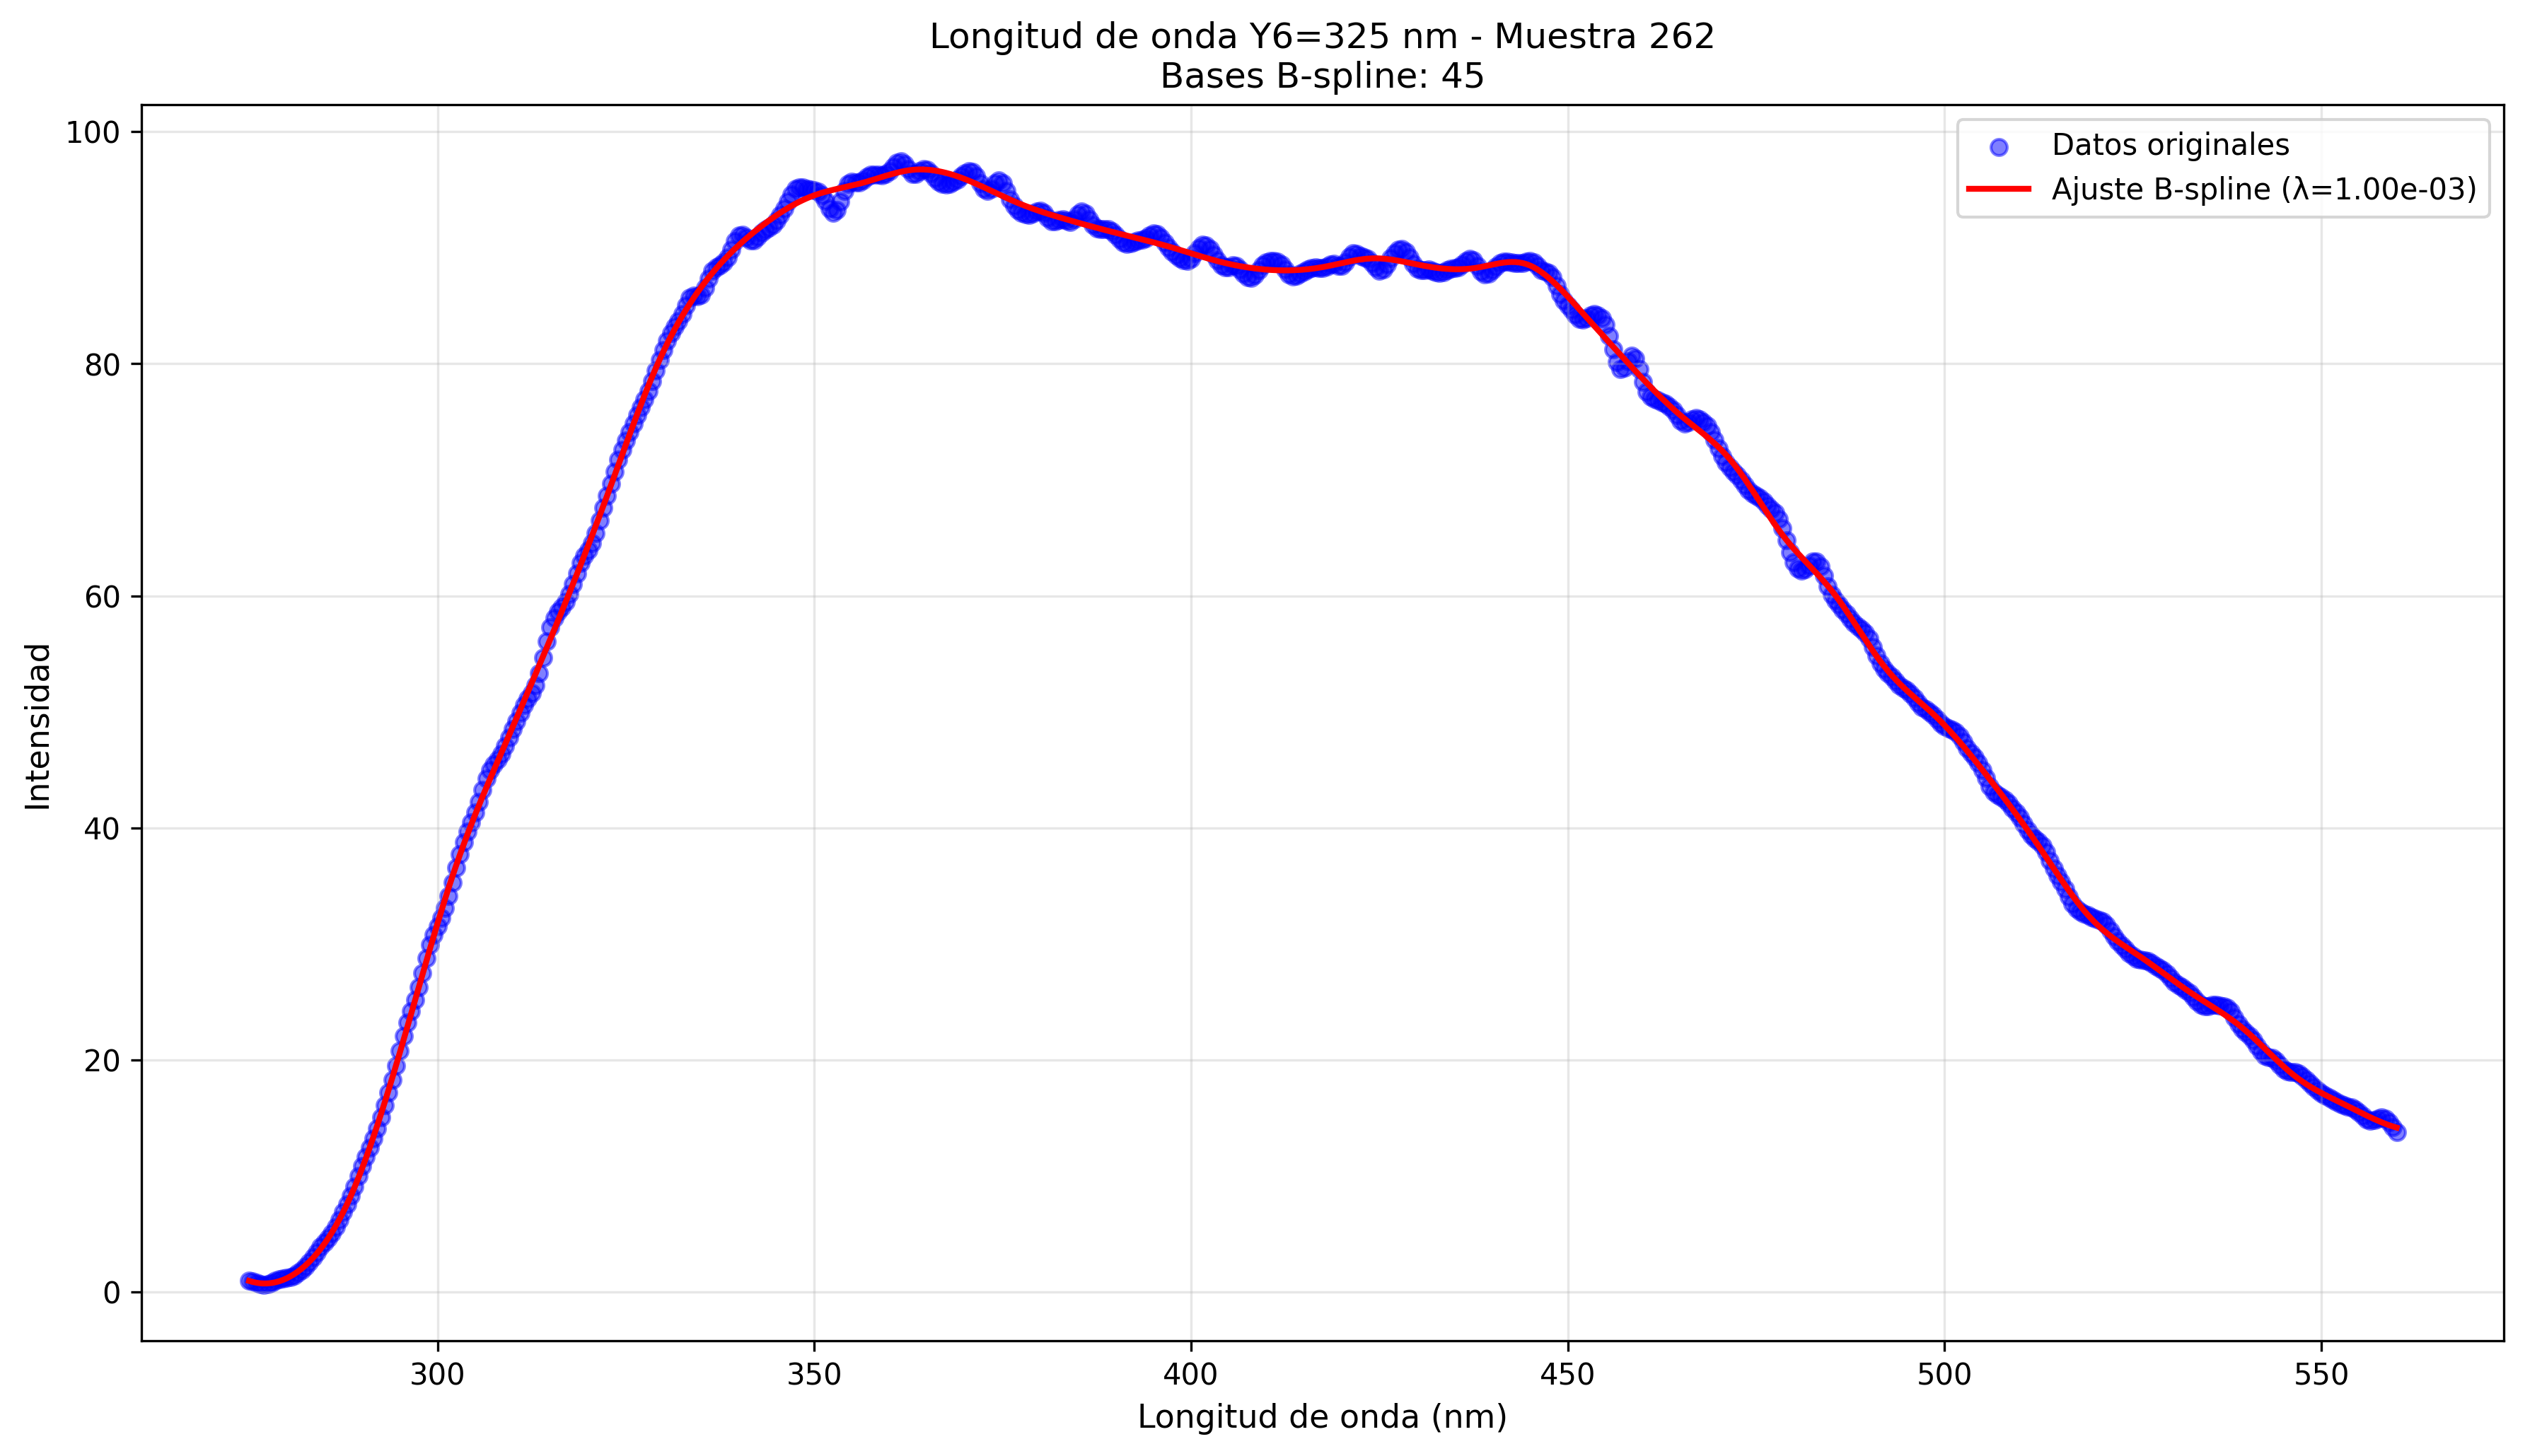 Longitud de onda Y6=325 nm - Muestra 262
Bases B-spline: 45
Datos originales
Ajuste B-spline (λ=1.00e-03)
Intensidad
100
80
60
40
20
0
300 350 400 450 500 550
Longitud de onda (nm)